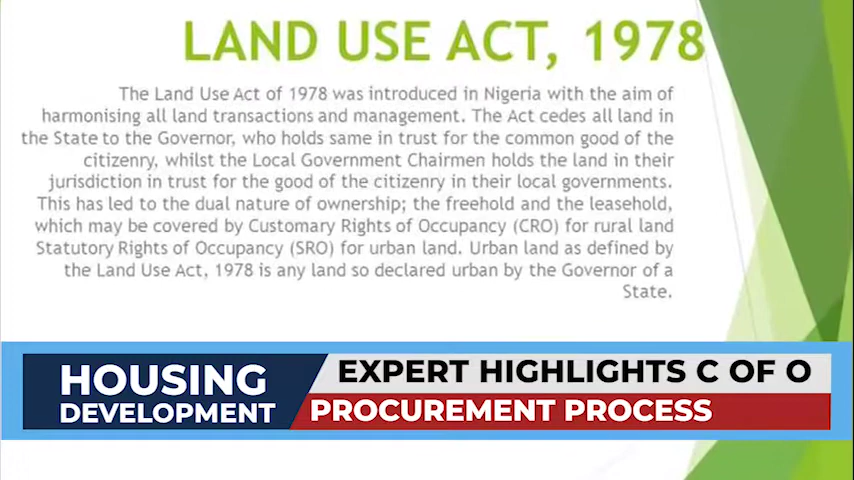 LAND USE ACT, 1978
The Land Use Act of 1978 was introduced in Nigeria with the aim of
harmonising all land transactions and management. The Act cedes all land in
the State to the Governor, who holds same in trust for the common good of the
citizenry, whilst the Local Government Chairmen holds the land in their
jurisdiction in trust for the good of the citizenry in their local governments.
This has led to the dual nature of ownership; the freehold and the leasehold,
which may be covered by Customary Rights of Occupancy (CRO) for rural land
Statutory Rights of Occupancy (SRO) for urban land. Urban land as defined by
the Land Use Act, 1978 is any land so declared urban by the Governor of a
State.
HOUSING
DEVELOPMENT
EXPERT HIGHLIGHTS C OF O
PROCUREMENT PROCESS